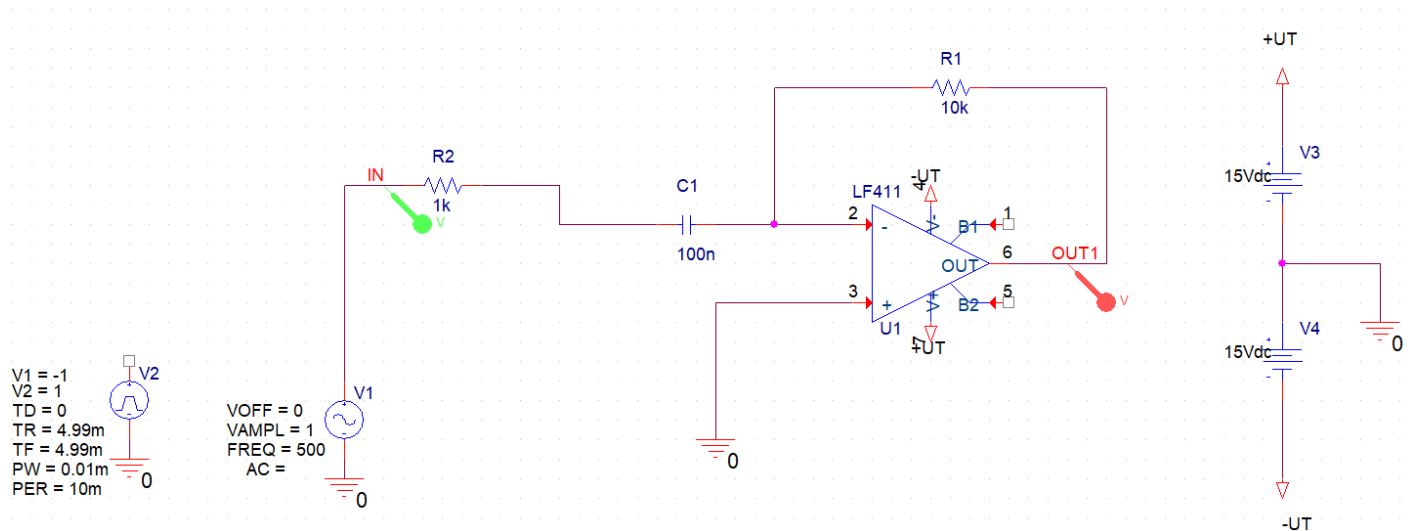 +UT
R1
10k
V3
15Vdc
IN
R2
1k
C1
100n
LF411
-UT
4
V-
B1
1
2
-
OUT
6
OUT1
V
V
3
+
V+
B2
5
U1
7
+UT
V4
15Vdc
0
0
V1 = -1
V2 = 1
TD = 0
TR = 4.99m
TF = 4.99m
PW = 0.01m
PER = 10m
V2
0
VOFF = 0
VAMPL = 1
FREQ = 500
AC =
V1
0
-UT